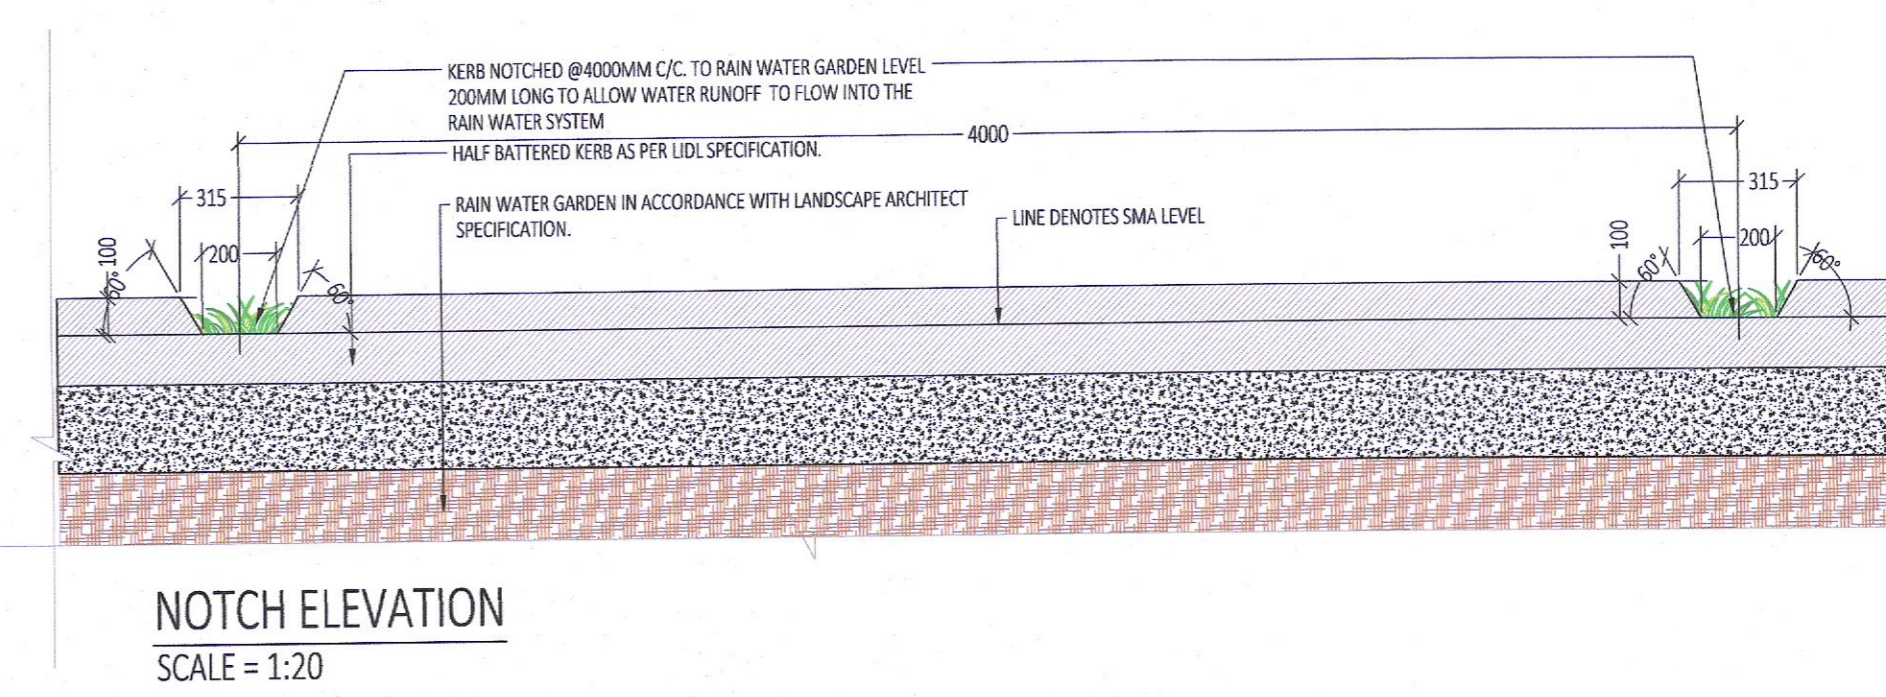 KERB NOTCHED @4000MM C/C. TO RAIN WATER GARDEN LEVEL
200MM LONG TO ALLOW WATER RUNOFF TO FLOW INTO THE
RAIN WATER SYSTEM
4000
HALF BATTERED KERB AS PER LIDL SPECIFICATION.
315
315
RAIN WATER GARDEN IN ACCORDANCE WITH LANDSCAPE ARCHITECT
SPECIFICATION.
LINE DENOTES SMA LEVEL
100
200
60°
60°
100
200
60°
60°
NOTCH ELEVATION
SCALE = 1:20